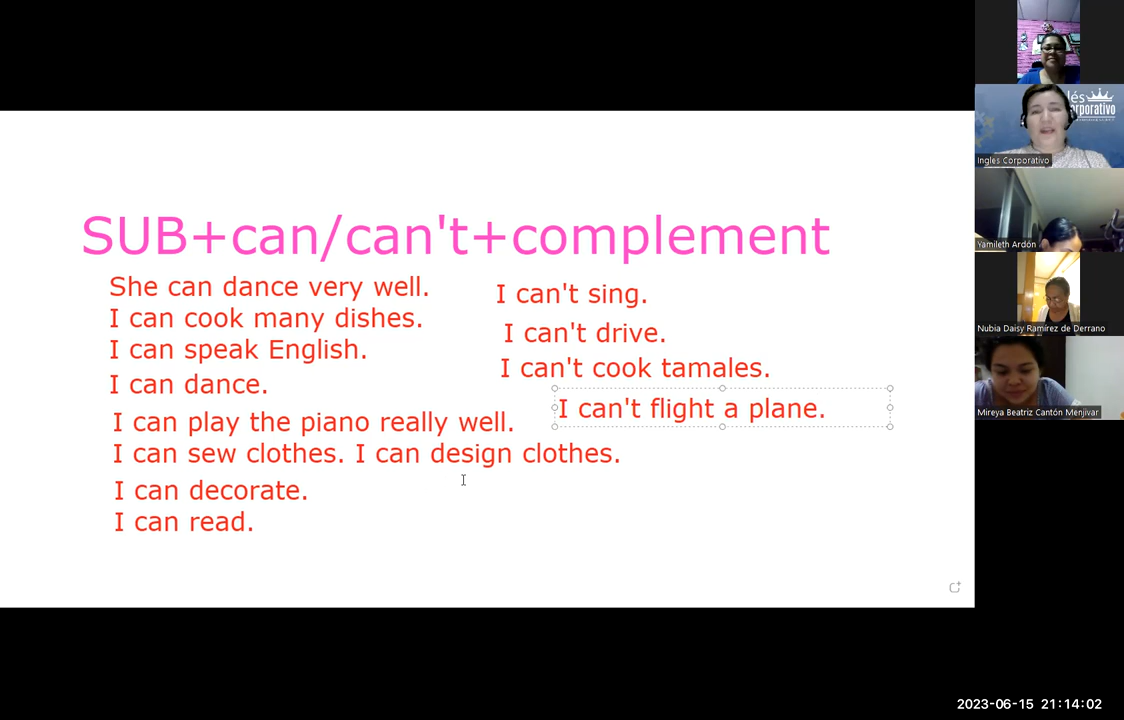 SUB+can/can't+complement
She can dance very well.
I can cook many dishes.
I can speak English.
I can dance.
I can play the piano really well.
I can sew clothes. I can design clothes.
I can decorate.
I can read.
I can't sing.
I can't drive.
I can't cook tamales.
I can't flight a plane.
lés
orporativo
Ingles Corporativo
Yamileth Ardón
Nubia Daisy Ramírez de Derrano
Mireya Beatriz Cantón Menjivar
2023-06-15 21:14:02